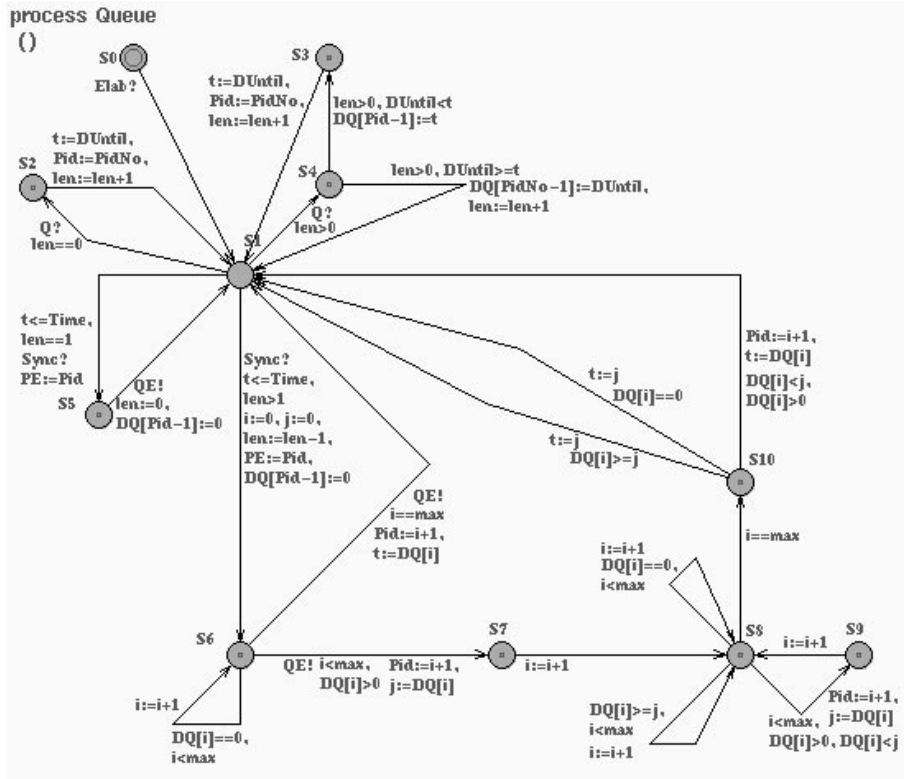 process Queue
()
S0
Elab?
S3
t:=DUntil,
Pid:=PidNo,
len:=len+1
len>0, DUntil<t
DQ[Pid-1]:=t
S2
t:=DUntil,
Pid:=PidNo,
len:=len+1
S4
len>0, DUntil>=t
DQ[PidNo-1]:=DUntil,
len:=len+1
Q?
len==0
Q?
len>0
S1
t<=Time,
len==1
Sync?
PE:=Pid
S5
QE!
len:=0,
DQ[Pid-1]:=0
Sync?
t<=Time,
len>1
i:=0, j:=0,
len:=len-1,
PE:=Pid,
DQ[Pid-1]:=0
QE!
i==max
Pid:=i+1,
t:=DQ[i]
t:=j
DQ[i]==0
t:=j
DQ[i]>=j
Pid:=i+1,
t:=DQ[i]
DQ[i]<j,
DQ[i]>0
S10
i==max
i:=i+1
DQ[i]==0,
i<max
S6
i:=i+1
DQ[i]==0,
i<max
QE! i<max,
DQ[i]>0
Pid:=i+1,
j:=DQ[i]
S7
i:=i+1
S8
DQ[i]>=j,
i<max
i:=i+1
i:=i+1
S9
Pid:=i+1,
j:=DQ[i]
i<max,
DQ[i]>0, DQ[i]<j